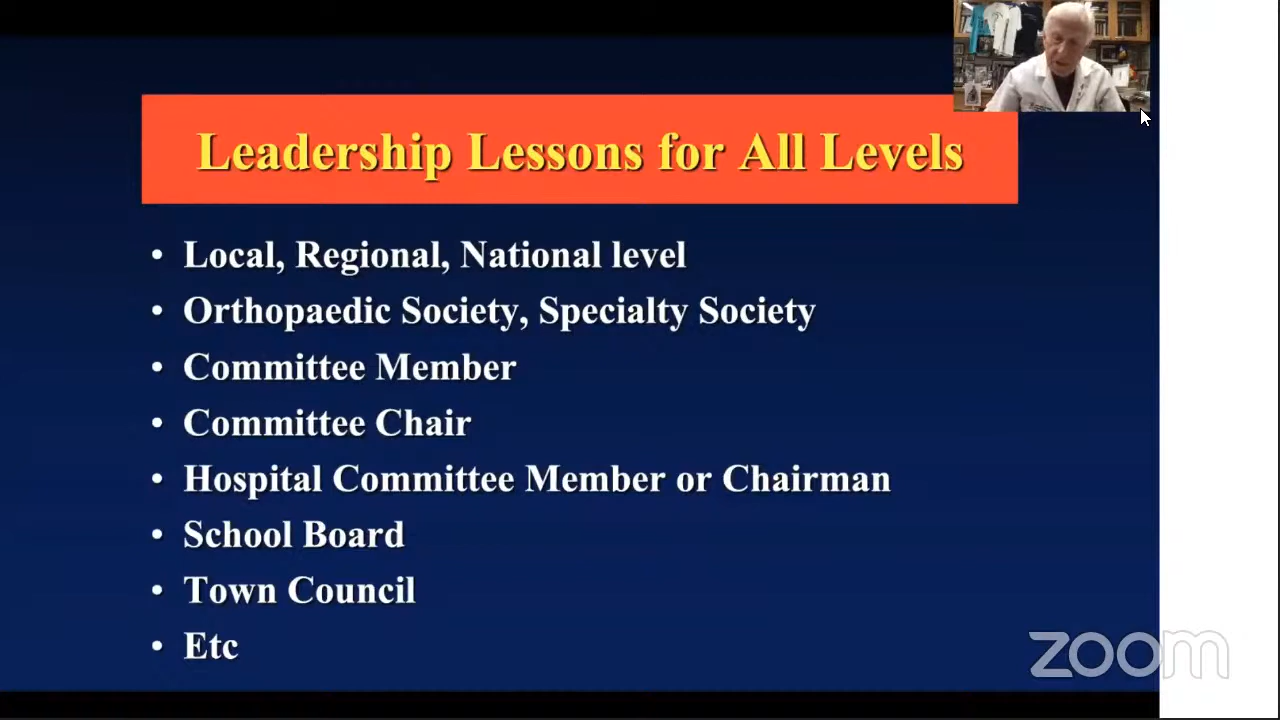 Leadership Lessons for All Levels
• Local, Regional, National level
• Orthopaedic Society, Specialty Society
• Committee Member
• Committee Chair
• Hospital Committee Member or Chairman
• School Board
• Town Council
• Etc
zoom